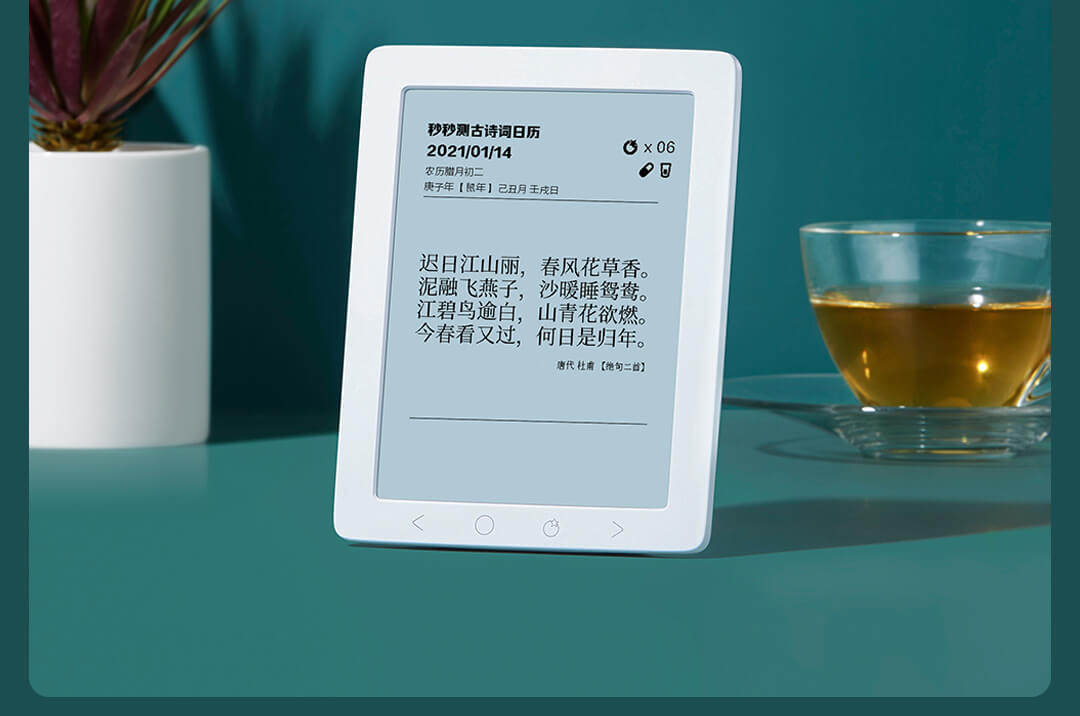 秒秒测古诗词日历
2021/01/14
x 06
农历腊月初二
庚子年【鼠年】己丑月 壬戌日
迟日江山丽，春风花草香。
泥融飞燕子，沙暖睡鸳鸯。
江碧鸟逾白，山青花欲燃。
今春看又过，何日是归年。
唐代 杜甫 【绝句二首】